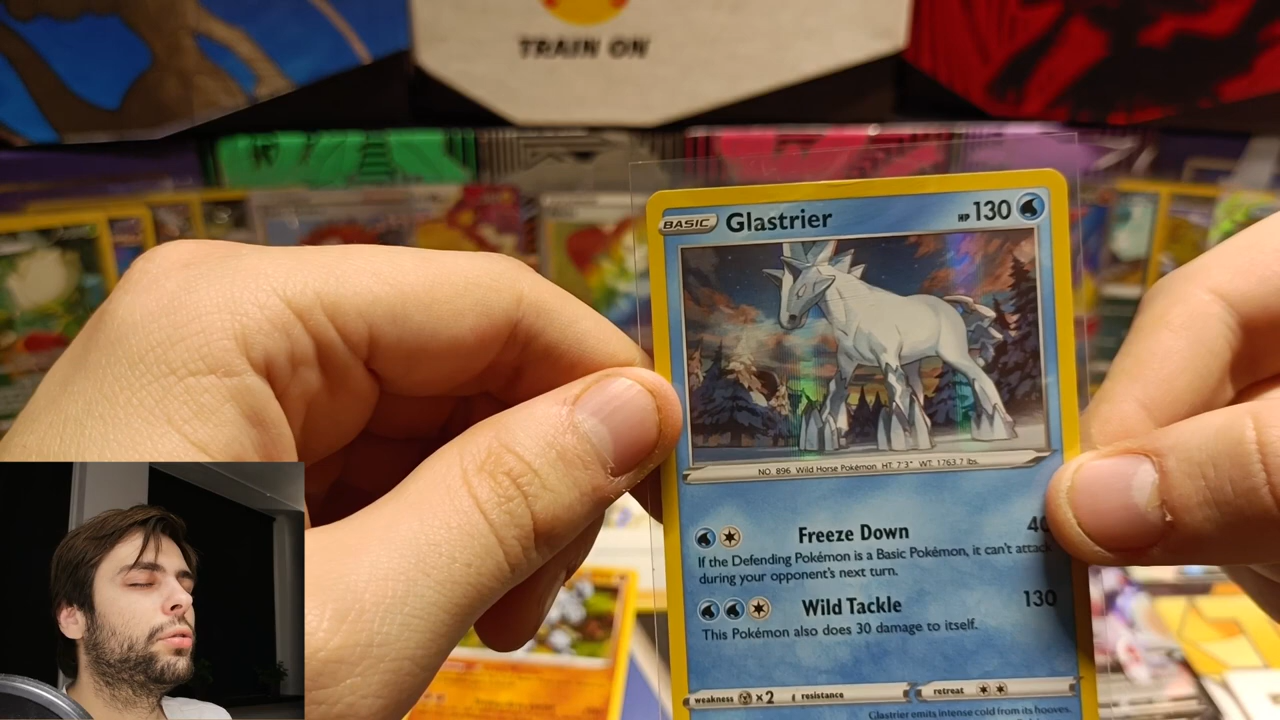 TRAIN ON
BASIC Glastrier HP 130
NO. 896 Wild Horse Pokémon. HT: 7'3" WT: 1763.7 lbs.
Freeze Down 40
If the Defending Pokémon is a Basic Pokémon, it can't attack
during your opponent's next turn.
Wild Tackle 130
This Pokémon also does 30 damage to itself.
weakness ×2 resistance retreat
Glastrier emits intense cold from its hooves.